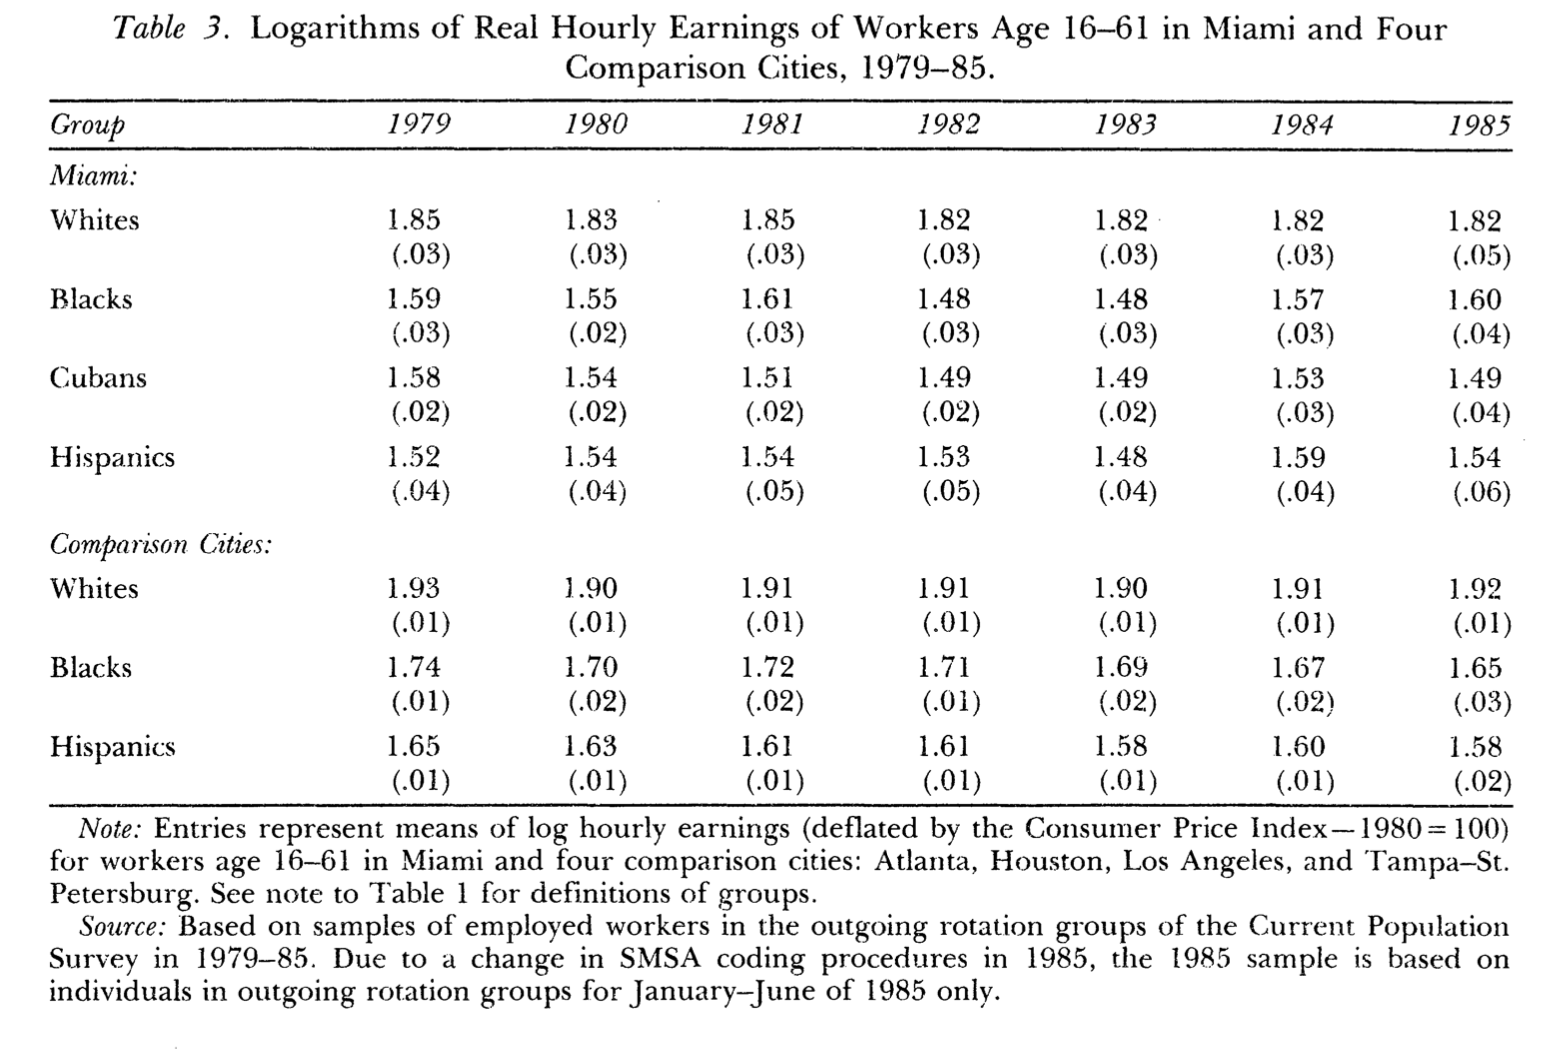 Table 3. Logarithms of Real Hourly Earnings of Workers Age 16–61 in Miami and Four
Comparison Cities, 1979–85.
Group 1979 1980 1981 1982 1983 1984 1985
Miami:
Whites 1.85 1.83 1.85 1.82 1.82 1.82 1.82
(.03) (.03) (.03) (.03) (.03) (.03) (.05)
Blacks 1.59 1.55 1.61 1.48 1.48 1.57 1.60
(.03) (.02) (.03) (.03) (.03) (.03) (.04)
Cubans 1.58 1.54 1.51 1.49 1.49 1.53 1.49
(.02) (.02) (.02) (.02) (.02) (.03) (.04)
Hispanics 1.52 1.54 1.54 1.53 1.48 1.59 1.54
(.04) (.04) (.05) (.05) (.04) (.04) (.06)
Comparison Cities:
Whites 1.93 1.90 1.91 1.91 1.90 1.91 1.92
(.01) (.01) (.01) (.01) (.01) (.01) (.01)
Blacks 1.74 1.70 1.72 1.71 1.69 1.67 1.65
(.01) (.02) (.02) (.01) (.02) (.02) (.03)
Hispanics 1.65 1.63 1.61 1.61 1.58 1.60 1.58
(.01) (.01) (.01) (.01) (.01) (.01) (.02)
Note: Entries represent means of log hourly earnings (deflated by the Consumer Price Index—1980=100)
for workers age 16–61 in Miami and four comparison cities: Atlanta, Houston, Los Angeles, and Tampa–St.
Petersburg. See note to Table 1 for definitions of groups.
Source: Based on samples of employed workers in the outgoing rotation groups of the Current Population
Survey in 1979–85. Due to a change in SMSA coding procedures in 1985, the 1985 sample is based on
individuals in outgoing rotation groups for January–June of 1985 only.